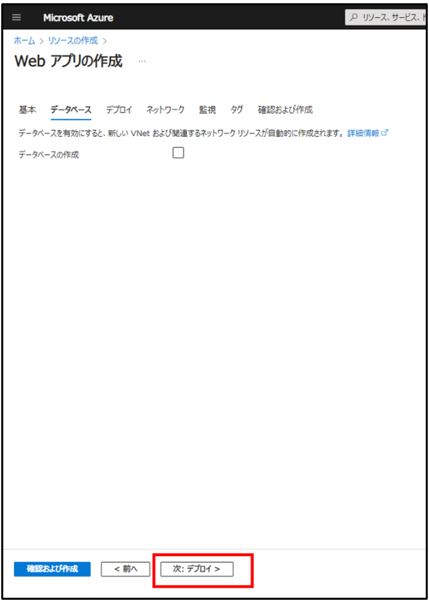 Microsoft Azure
リソース、サービス、ド
ホーム > リソースの作成 >
Web アプリの作成 ...
基本 データベース デプロイ ネットワーク 監視 タグ 確認および作成
データベースを有効にすると、新しい VNet および関連するネットワーク リソースが自動的に作成されます。 詳細情報
データベースの作成
確認および作成 < 前へ 次: デプロイ >